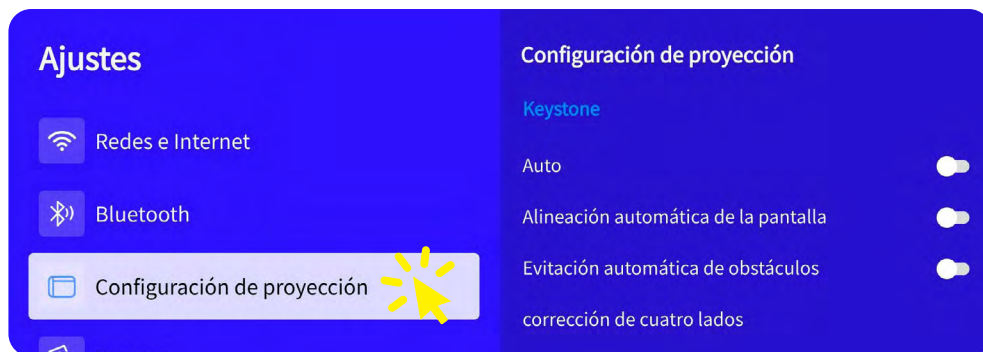 Ajustes
Redes e Internet
Bluetooth
Configuración de proyección
Configuración de proyección
Keystone
Auto
Alineación automática de la pantalla
Evitación automática de obstáculos
corrección de cuatro lados